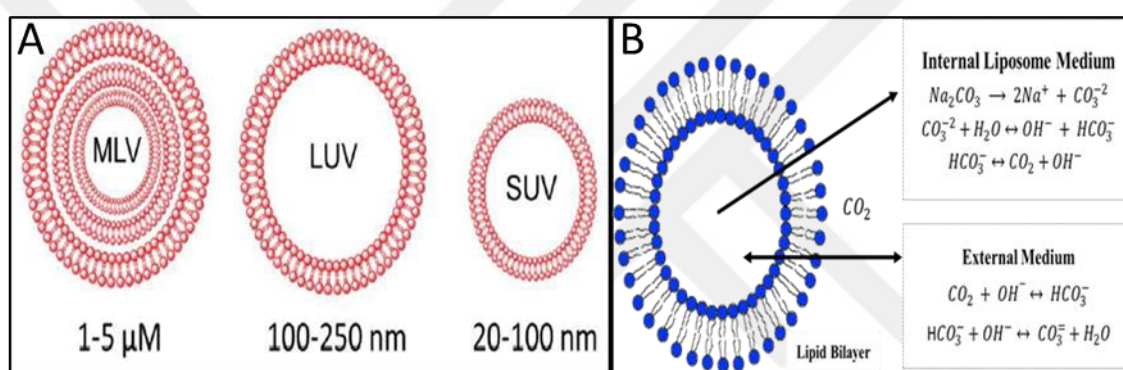 A
MLV
LUV
SUV
1-5 µM
100-250 nm
20-100 nm
B
CO₂
Lipid Bilayer
Internal Liposome Medium
Na₂CO₃ → 2Na⁺ + CO₃⁻²
CO₃⁻² + H₂O ↔ OH⁻ + HCO₃⁻
HCO₃⁻ ↔ CO₂ + OH⁻
External Medium
CO₂ + OH⁻ ↔ HCO₃⁻
HCO₃⁻ + OH⁻ ↔ CO₃⁼ + H₂O